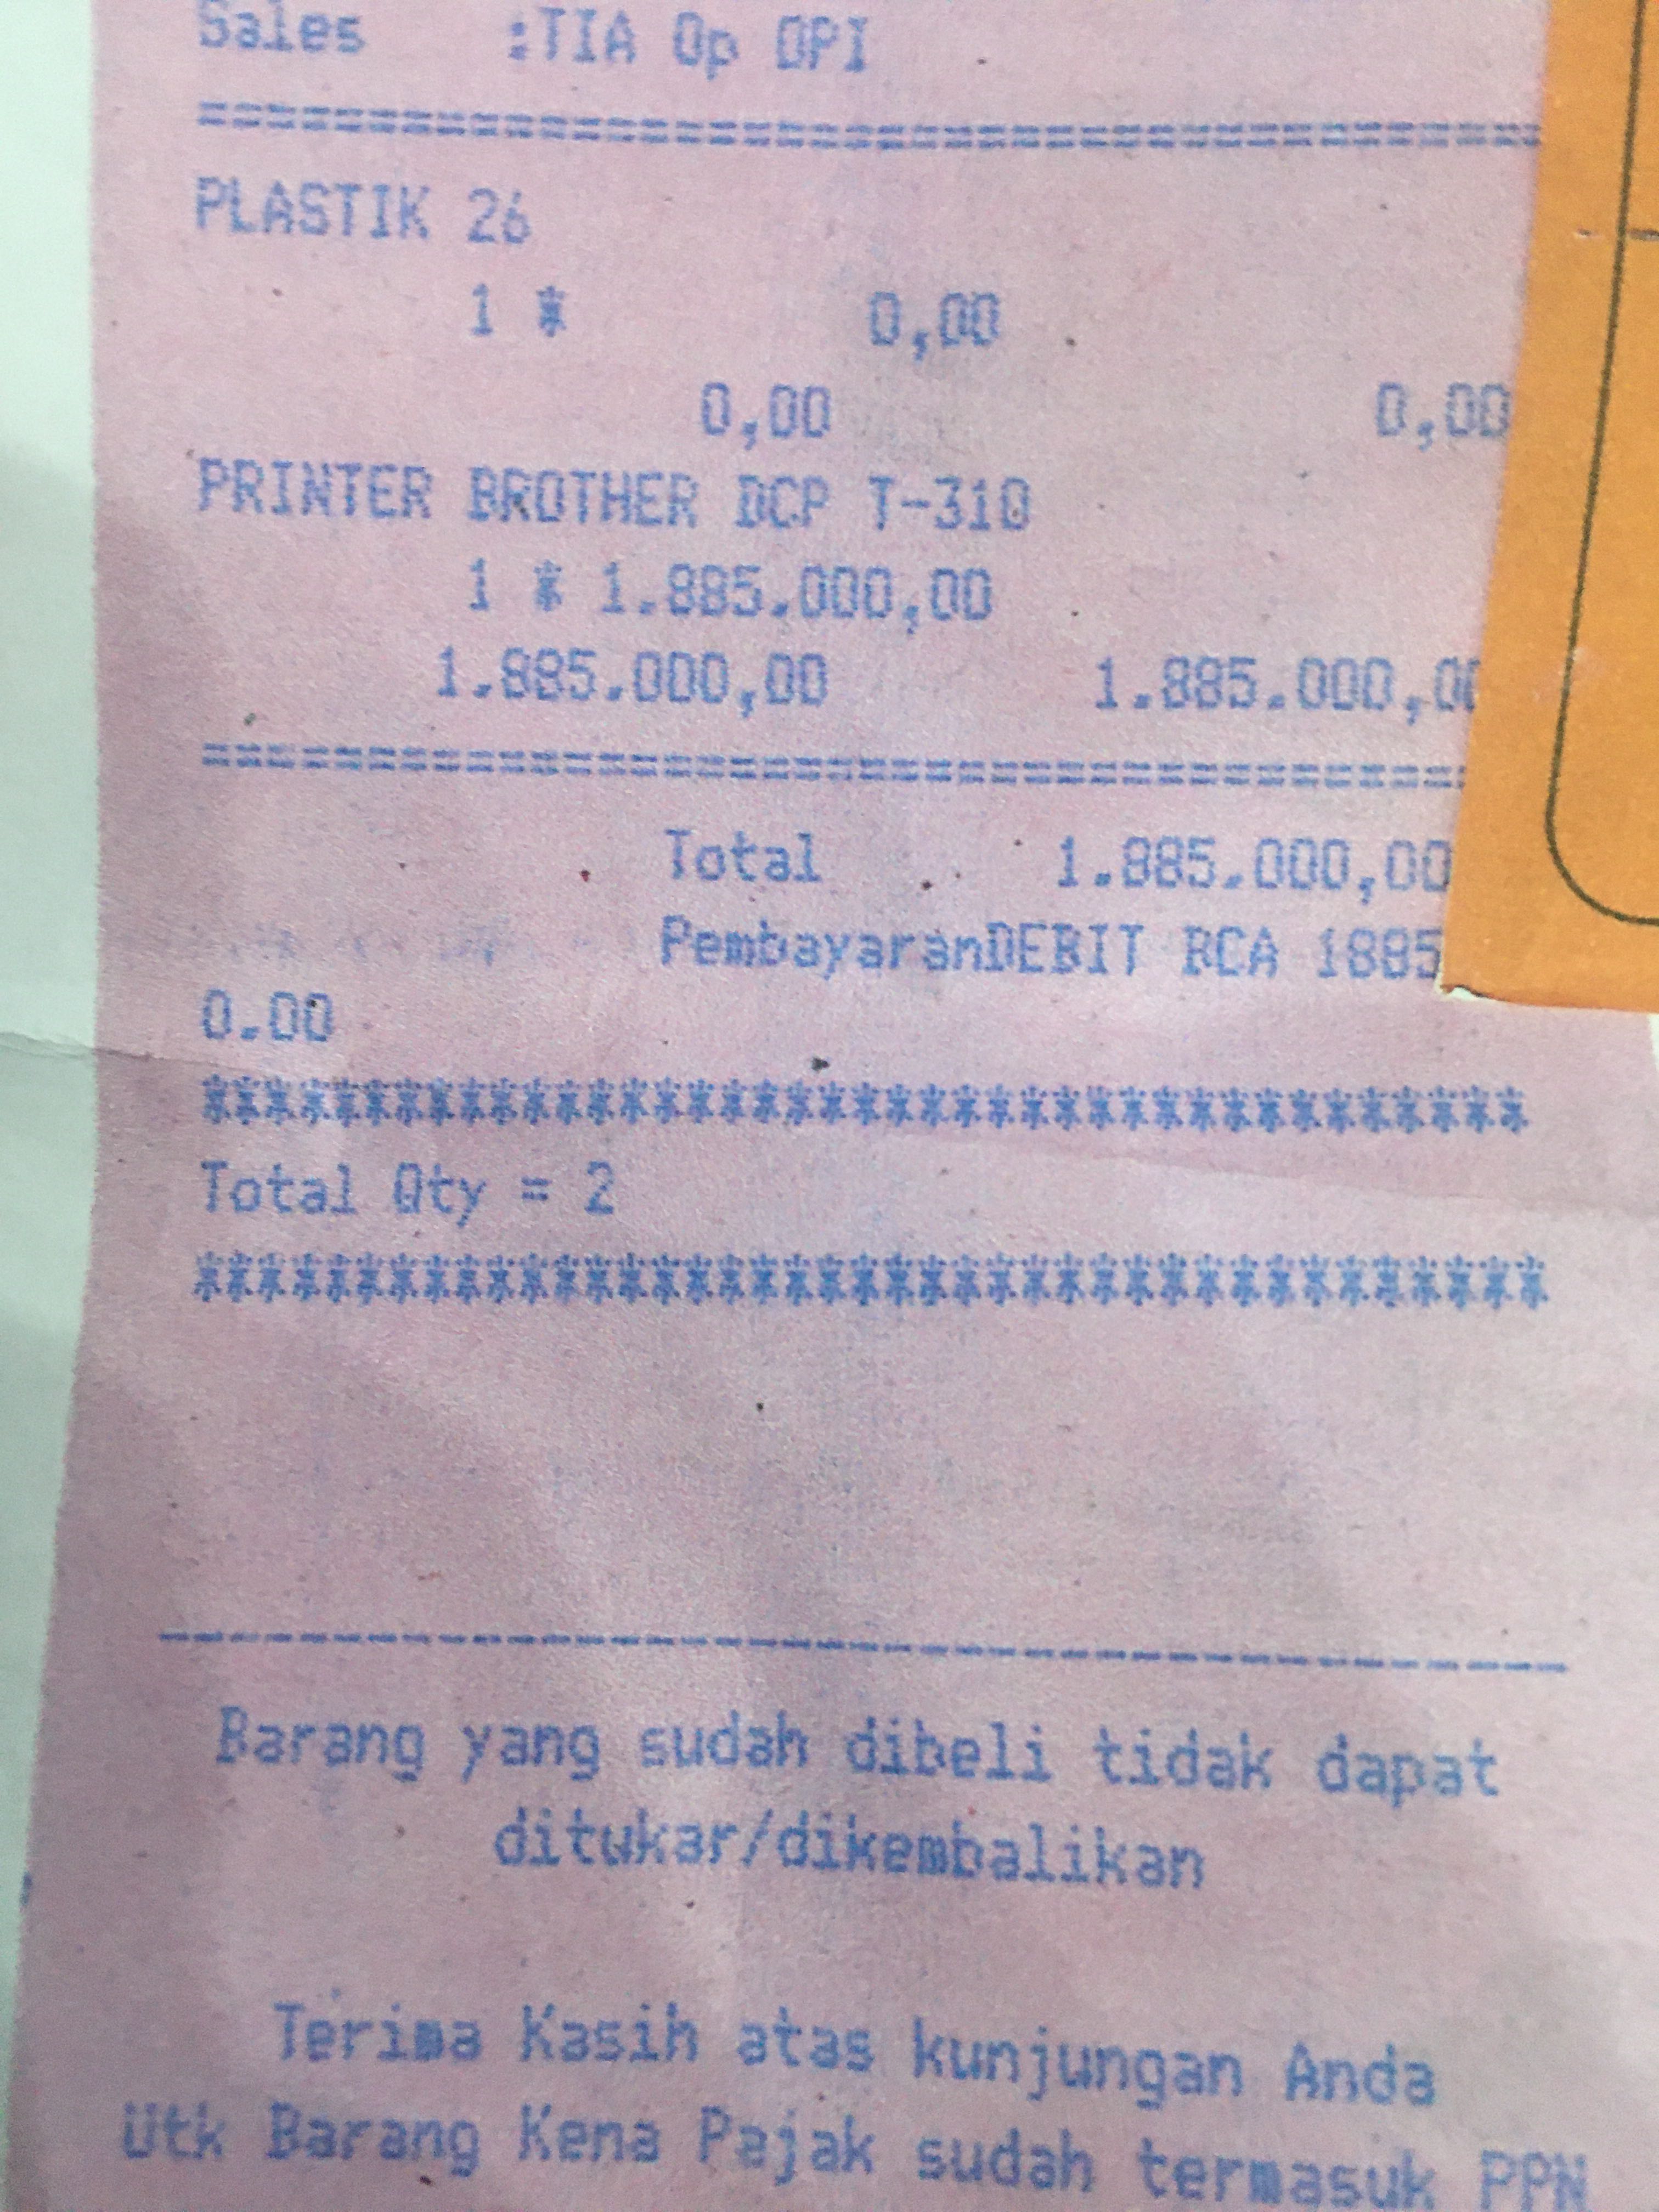 Sales :TIA Op OPI
========================================
PLASTIK 26
1 * 0,00
0,00 0,00
PRINTER BROTHER DCP T-310
1 * 1.885.000,00
1.885.000,00 1.885.000,00
========================================
Total 1.885.000,00
PembayaranDEBIT BCA 1885
0.00
****************************************
Total Qty = 2
****************************************
----------------------------------------
Barang yang sudah dibeli tidak dapat
ditukar/dikembalikan
Terima Kasih atas kunjungan Anda
Utk Barang Kena Pajak sudah termasuk PPN